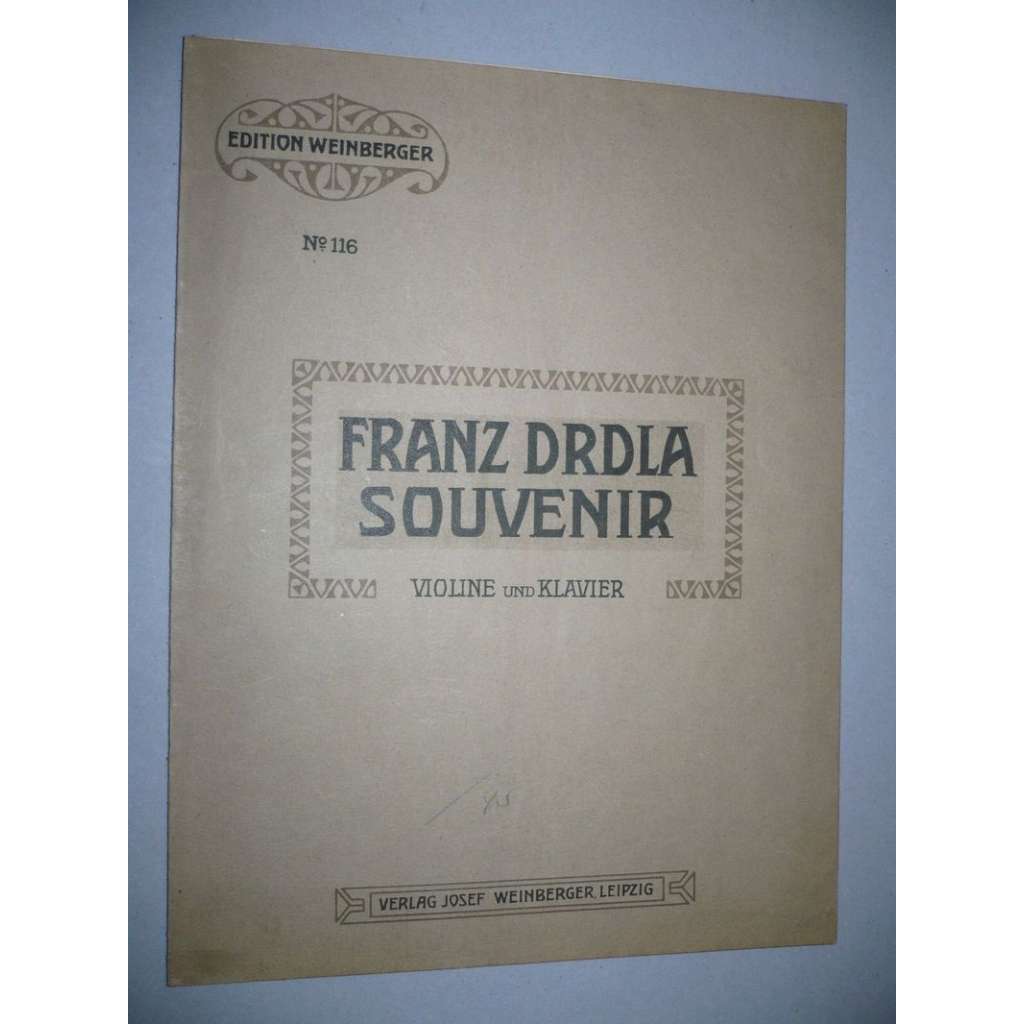 EDITION WEINBERGER
Nº 116
FRANZ DRDLA
SOUVENIR
VIOLINE UND KLAVIER
VERLAG JOSEF WEINBERGER, LEIPZIG